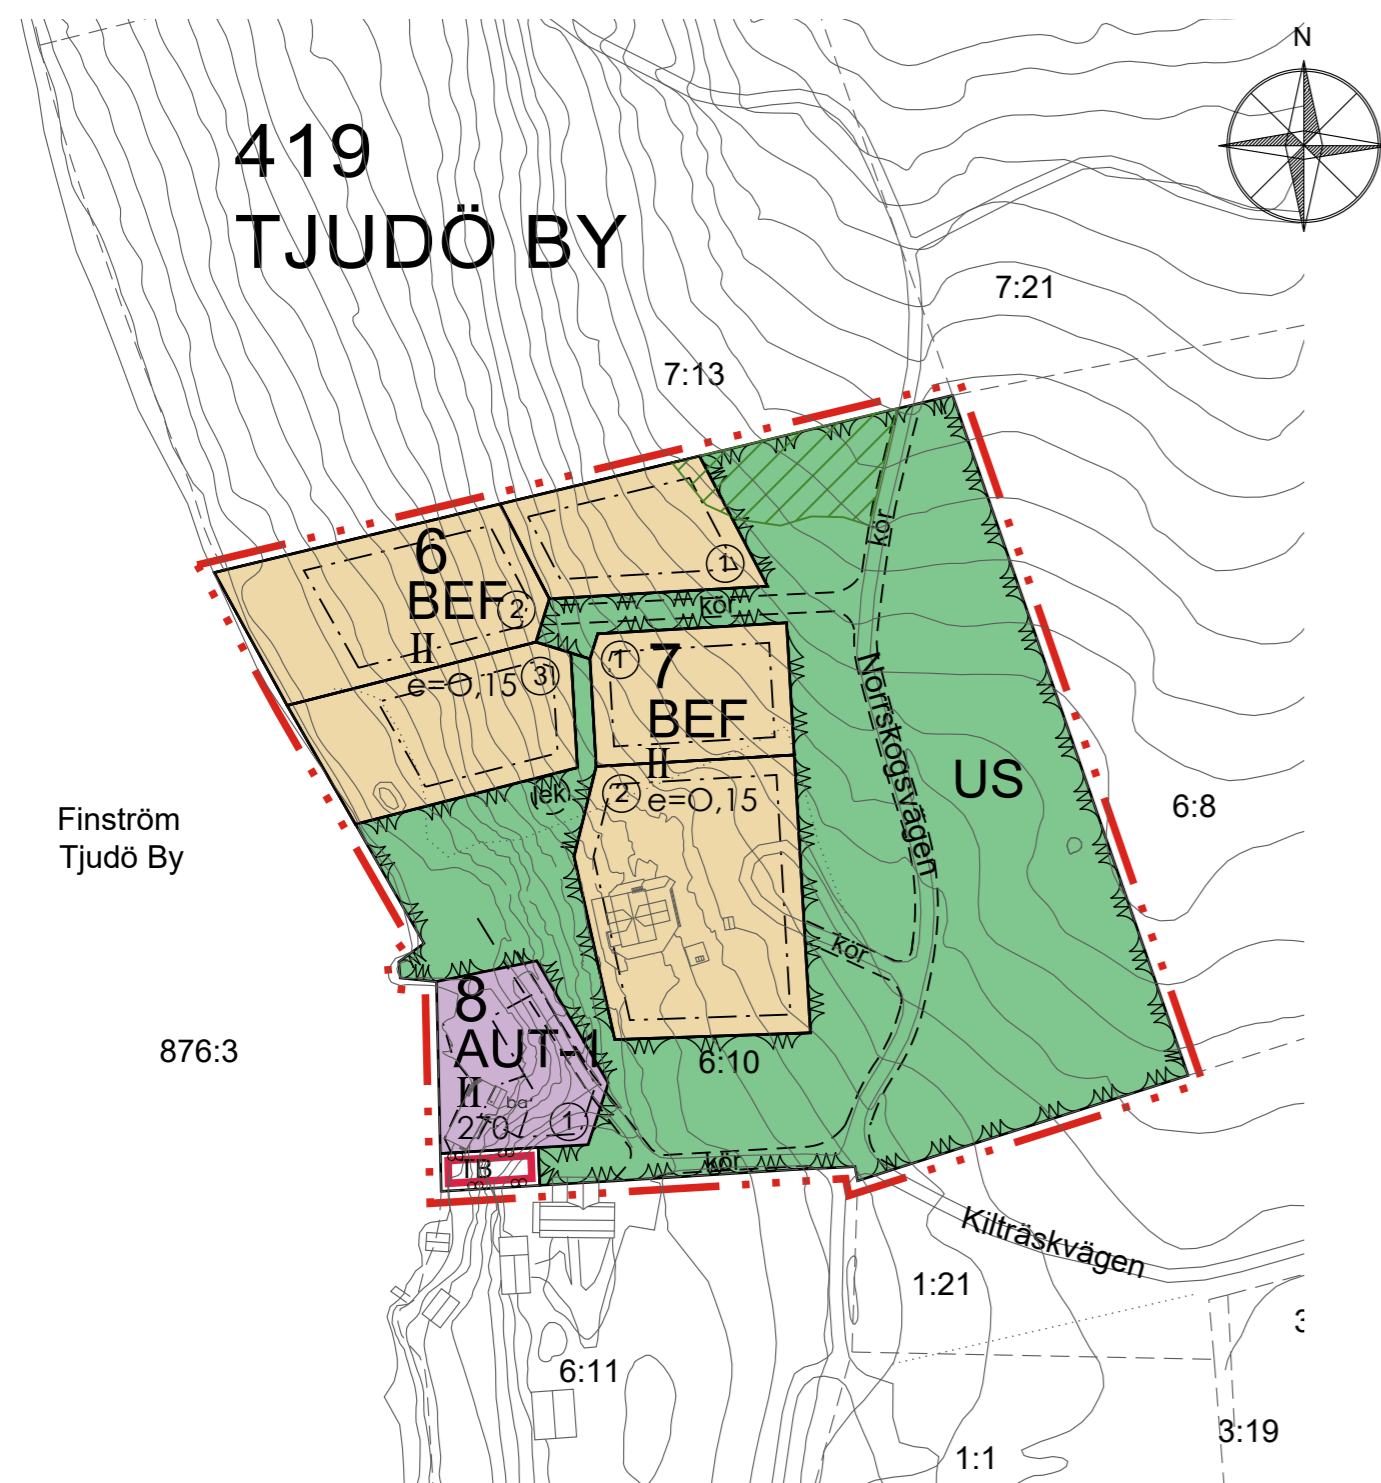 N
419
TJUDÖ BY
7:21
7:13
kör
6
BEF
2
II
e=0,15
3
1
kör
1
7
BEF
II
2
e=0,15
lek
Norrskogsvägen
US
6:8
Finström
Tjudö By
kör
8
AUT-1
II
ba
270
1
876:3
6:10
TB
kör
Kilträskvägen
1:21
6:11
3:19
1:1